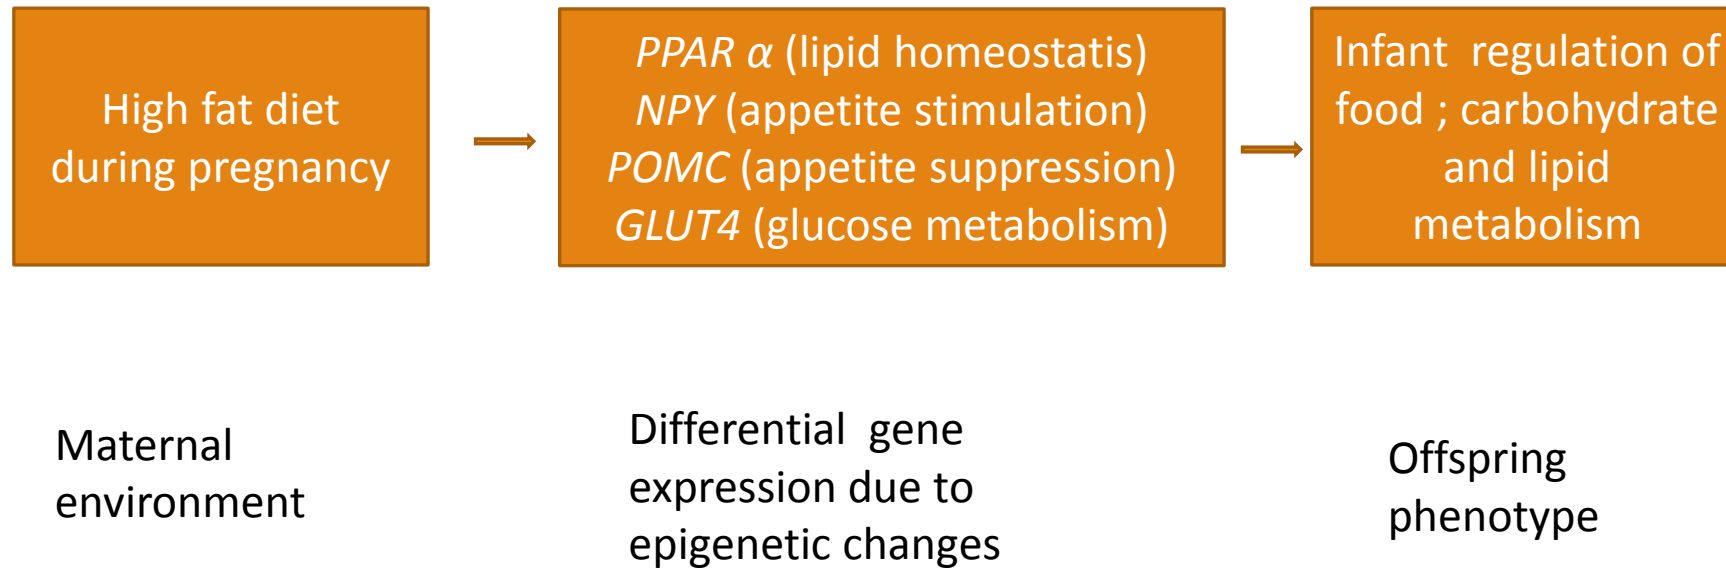 High fat diet
during pregnancy
PPAR α (lipid homeostatis)
NPY (appetite stimulation)
POMC (appetite suppression)
GLUT4 (glucose metabolism)
Infant regulation of
food ; carbohydrate
and lipid
metabolism
Maternal
environment
Differential gene
expression due to
epigenetic changes
Offspring
phenotype